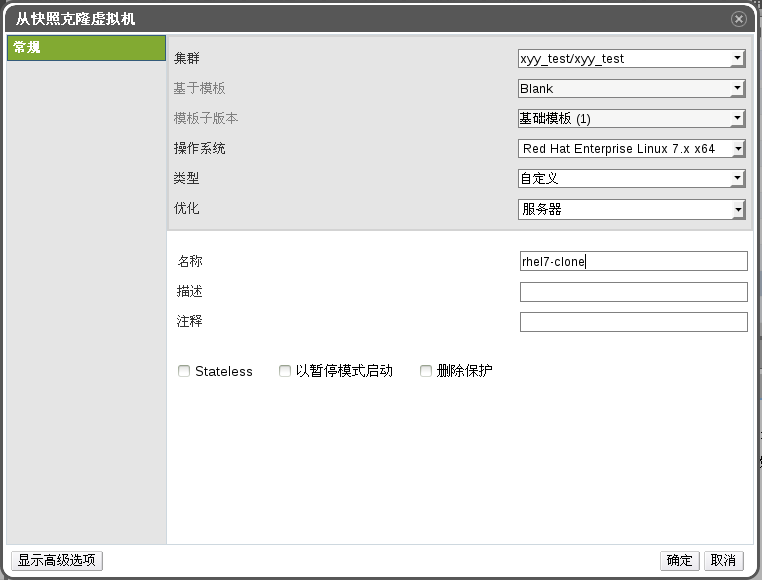 从快照克隆虚拟机
常规
集群 xyy_test/xyy_test
基于模板 Blank
模板子版本 基础模板 (1)
操作系统 Red Hat Enterprise Linux 7.x x64
类型 自定义
优化 服务器
名称 rhel7-clone
描述
注释
Stateless 以暂停模式启动 删除保护
显示高级选项 确定 取消